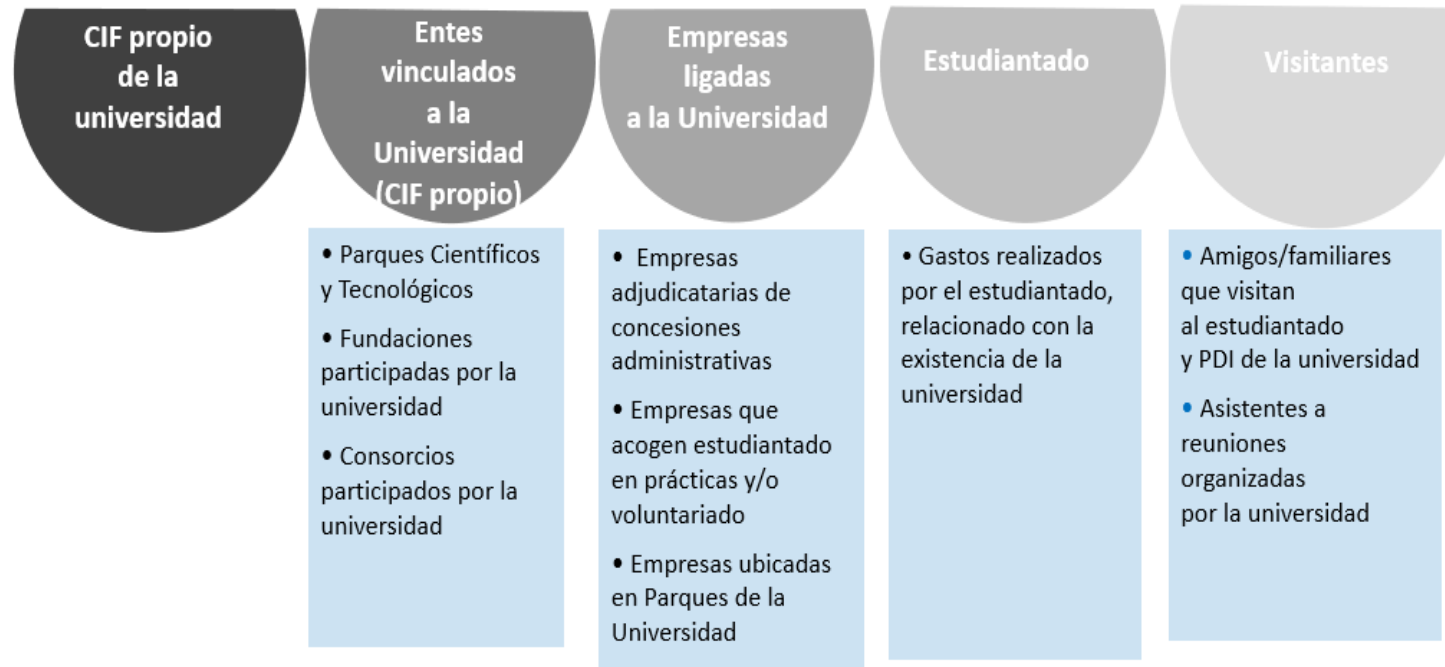 CIF propio
de la
universidad
Entes
vinculados
a la
Universidad
(CIF propio)
Empresas
ligadas
a la Universidad
Estudiantado
Visitantes
• Parques Científicos
y Tecnológicos
• Fundaciones
participadas por la
universidad
• Consorcios
participados por la
universidad
• Empresas
adjudicatarias de
concesiones
administrativas
• Empresas que
acogen estudiantado
en prácticas y/o
voluntariado
• Empresas ubicadas
en Parques de la
Universidad
• Gastos realizados
por el estudiantado,
relacionado con la
existencia de la
universidad
• Amigos/familiares
que visitan
al estudiantado
y PDI de la universidad
• Asistentes a
reuniones
organizadas
por la universidad